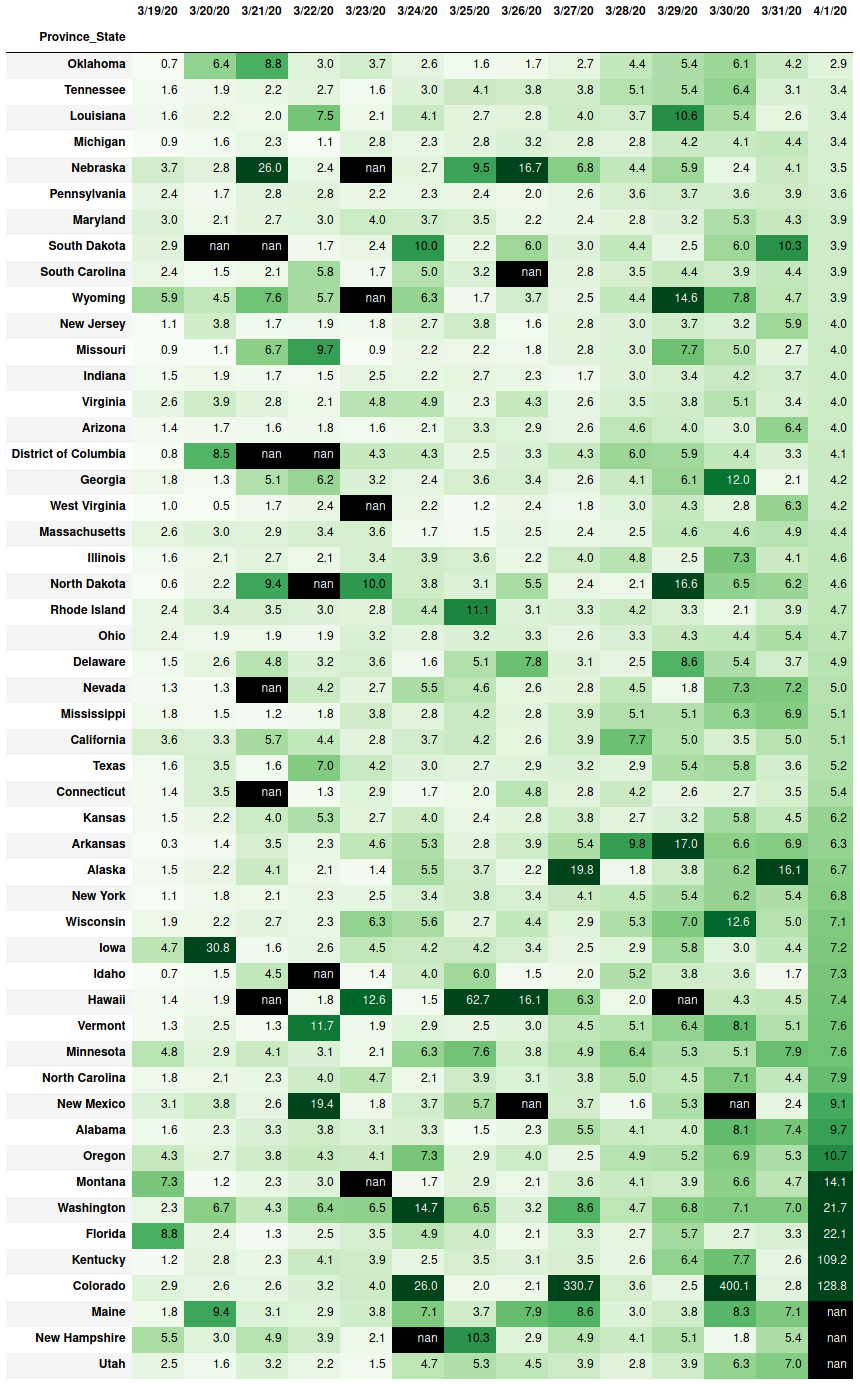 3/19/20 3/20/20 3/21/20 3/22/20 3/23/20 3/24/20 3/25/20 3/26/20 3/27/20 3/28/20 3/29/20 3/30/20 3/31/20 4/1/20
Province_State
Oklahoma 0.7 6.4 8.8 3.0 3.7 2.6 1.6 1.7 2.7 4.4 5.4 6.1 4.2 2.9
Tennessee 1.6 1.9 2.2 2.7 1.6 3.0 4.1 3.8 3.8 5.1 5.4 6.4 3.1 3.4
Louisiana 1.6 2.2 2.0 7.5 2.1 4.1 2.7 2.8 4.0 3.7 10.6 5.4 2.6 3.4
Michigan 0.9 1.6 2.3 1.1 2.8 2.3 2.8 3.2 2.8 2.8 4.2 4.1 4.4 3.4
Nebraska 3.7 2.8 26.0 2.4 nan 2.7 9.5 16.7 6.8 4.4 5.9 2.4 4.1 3.5
Pennsylvania 2.4 1.7 2.8 2.8 2.2 2.3 2.4 2.0 2.6 3.6 3.7 3.6 3.9 3.6
Maryland 3.0 2.1 2.7 3.0 4.0 3.7 3.5 2.2 2.4 2.8 3.2 5.3 4.3 3.9
South Dakota 2.9 nan nan 1.7 2.4 10.0 2.2 6.0 3.0 4.4 2.5 6.0 10.3 3.9
South Carolina 2.4 1.5 2.1 5.8 1.7 5.0 3.2 nan 2.8 3.5 4.4 3.9 4.4 3.9
Wyoming 5.9 4.5 7.6 5.7 nan 6.3 1.7 3.7 2.5 4.4 14.6 7.8 4.7 3.9
New Jersey 1.1 3.8 1.7 1.9 1.8 2.7 3.8 1.6 2.8 3.0 3.7 3.2 5.9 4.0
Missouri 0.9 1.1 6.7 9.7 0.9 2.2 2.2 1.8 2.8 3.0 7.7 5.0 2.7 4.0
Indiana 1.5 1.9 1.7 1.5 2.5 2.2 2.7 2.3 1.7 3.0 3.4 4.2 3.7 4.0
Virginia 2.6 3.9 2.8 2.1 4.8 4.9 2.3 4.3 2.6 3.5 3.8 5.1 3.4 4.0
Arizona 1.4 1.7 1.6 1.8 1.6 2.1 3.3 2.9 2.6 4.6 4.0 3.0 6.4 4.0
District of Columbia 0.8 8.5 nan nan 4.3 4.3 2.5 3.3 4.3 6.0 5.9 4.4 3.3 4.1
Georgia 1.8 1.3 5.1 6.2 3.2 2.4 3.6 3.4 2.6 4.1 6.1 12.0 2.1 4.2
West Virginia 1.0 0.5 1.7 2.4 nan 2.2 1.2 2.4 1.8 3.0 4.3 2.8 6.3 4.2
Massachusetts 2.6 3.0 2.9 3.4 3.6 1.7 1.5 2.5 2.4 2.5 4.6 4.6 4.9 4.4
Illinois 1.6 2.1 2.7 2.1 3.4 3.9 3.6 2.2 4.0 4.8 2.5 7.3 4.1 4.6
North Dakota 0.6 2.2 9.4 nan 10.0 3.8 3.1 5.5 2.4 2.1 16.6 6.5 6.2 4.6
Rhode Island 2.4 3.4 3.5 3.0 2.8 4.4 11.1 3.1 3.3 4.2 3.3 2.1 3.9 4.7
Ohio 2.4 1.9 1.9 1.9 3.2 2.8 3.2 3.3 2.6 3.3 4.3 4.4 5.4 4.7
Delaware 1.5 2.6 4.8 3.2 3.6 1.6 5.1 7.8 3.1 2.5 8.6 5.4 3.7 4.9
Nevada 1.3 1.3 nan 4.2 2.7 5.5 4.6 2.6 2.8 4.5 1.8 7.3 7.2 5.0
Mississippi 1.8 1.5 1.2 1.8 3.8 2.8 4.2 2.8 3.9 5.1 5.1 6.3 6.9 5.1
California 3.6 3.3 5.7 4.4 2.8 3.7 4.2 2.6 3.9 7.7 5.0 3.5 5.0 5.1
Texas 1.6 3.5 1.6 7.0 4.2 3.0 2.7 2.9 3.2 2.9 5.4 5.8 3.6 5.2
Connecticut 1.4 3.5 nan 1.3 2.9 1.7 2.0 4.8 2.8 4.2 2.6 2.7 3.5 5.4
Kansas 1.5 2.2 4.0 5.3 2.7 4.0 2.4 2.8 3.8 2.7 3.2 5.8 4.5 6.2
Arkansas 0.3 1.4 3.5 2.3 4.6 5.3 2.8 3.9 5.4 9.8 17.0 6.6 6.9 6.3
Alaska 1.5 2.2 4.1 2.1 1.4 5.5 3.7 2.2 19.8 1.8 3.8 6.2 16.1 6.7
New York 1.1 1.8 2.1 2.3 2.5 3.4 3.8 3.4 4.1 4.5 5.4 6.2 5.4 6.8
Wisconsin 1.9 2.2 2.7 2.3 6.3 5.6 2.7 4.4 2.9 5.3 7.0 12.6 5.0 7.1
Iowa 4.7 30.8 1.6 2.6 4.5 4.2 4.2 3.4 2.5 2.9 5.8 3.0 4.4 7.2
Idaho 0.7 1.5 4.5 nan 1.4 4.0 6.0 1.5 2.0 5.2 3.8 3.6 1.7 7.3
Hawaii 1.4 1.9 nan 1.8 12.6 1.5 62.7 16.1 6.3 2.0 nan 4.3 4.5 7.4
Vermont 1.3 2.5 1.3 11.7 1.9 2.9 2.5 3.0 4.5 5.1 6.4 8.1 5.1 7.6
Minnesota 4.8 2.9 4.1 3.1 2.1 6.3 7.6 3.8 4.9 6.4 5.3 5.1 7.9 7.6
North Carolina 1.8 2.1 2.3 4.0 4.7 2.1 3.9 3.1 3.8 5.0 4.5 7.1 4.4 7.9
New Mexico 3.1 3.8 2.6 19.4 1.8 3.7 5.7 nan 3.7 1.6 5.3 nan 2.4 9.1
Alabama 1.6 2.3 3.3 3.8 3.1 3.3 1.5 2.3 5.5 4.1 4.0 8.1 7.4 9.7
Oregon 4.3 2.7 3.8 4.3 4.1 7.3 2.9 4.0 2.5 4.9 5.2 6.9 5.3 10.7
Montana 7.3 1.2 2.3 3.0 nan 1.7 2.9 2.1 3.6 4.1 3.9 6.6 4.7 14.1
Washington 2.3 6.7 4.3 6.4 6.5 14.7 6.5 3.2 8.6 4.7 6.8 7.1 7.0 21.7
Florida 8.8 2.4 1.3 2.5 3.5 4.9 4.0 2.1 3.3 2.7 5.7 2.7 3.3 22.1
Kentucky 1.2 2.8 2.3 4.1 3.9 2.5 3.5 3.1 3.5 2.6 6.4 7.7 2.6 109.2
Colorado 2.9 2.6 2.6 3.2 4.0 26.0 2.0 2.1 330.7 3.6 2.5 400.1 2.8 128.8
Maine 1.8 9.4 3.1 2.9 3.8 7.1 3.7 7.9 8.6 3.0 3.8 8.3 7.1 nan
New Hampshire 5.5 3.0 4.9 3.9 2.1 nan 10.3 2.9 4.9 4.1 5.1 1.8 5.4 nan
Utah 2.5 1.6 3.2 2.2 1.5 4.7 5.3 4.5 3.9 2.8 3.9 6.3 7.0 nan